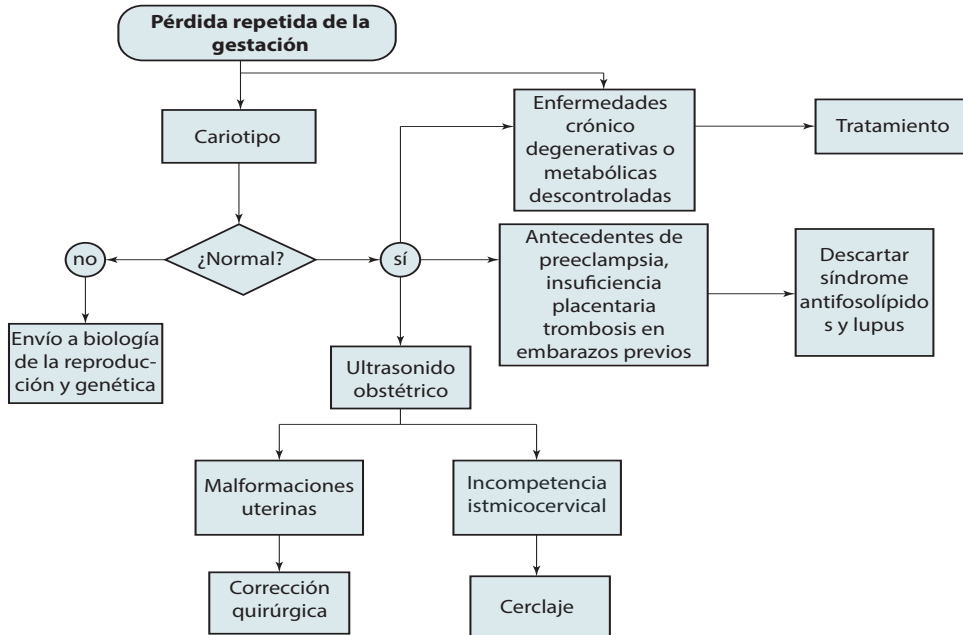 Pérdida repetida de la
gestación
Cariotipo
Enfermedades
crónico
degenerativas o
metabólicas
descontroladas
Tratamiento
no
¿Normal?
sí
Antecedentes de
preeclampsia,
insuficiencia
placentaria
trombosis en
embarazos previos
Descartar
síndrome
antifosolípido
s y lupus
Envío a biología
de la reproduc-
ción y genética
Ultrasonido
obstétrico
Malformaciones
uterinas
Incompetencia
istmicocervical
Corrección
quirúrgica
Cerclaje